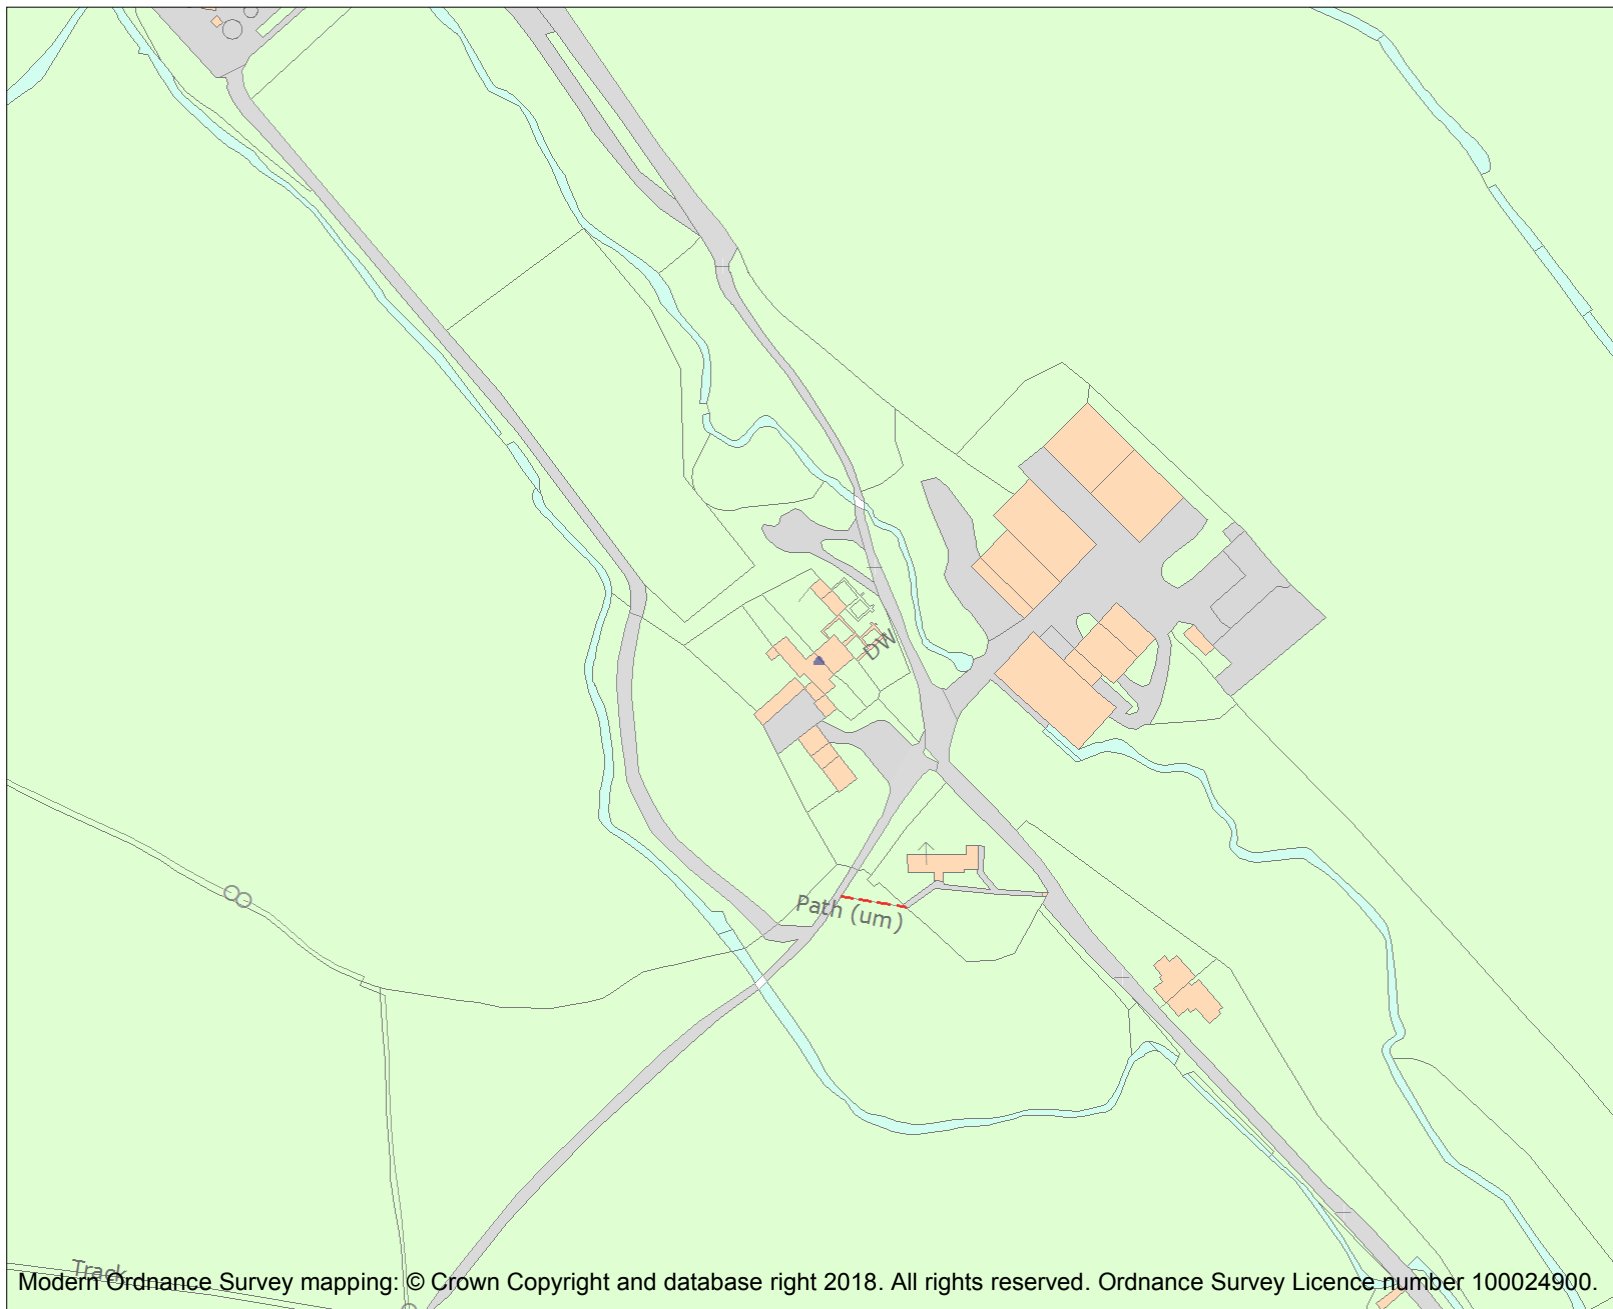 DW
Path (um)
Track
Modern Ordnance Survey mapping: © Crown Copyright and database right 2018. All rights reserved. Ordnance Survey Licence number 100024900.